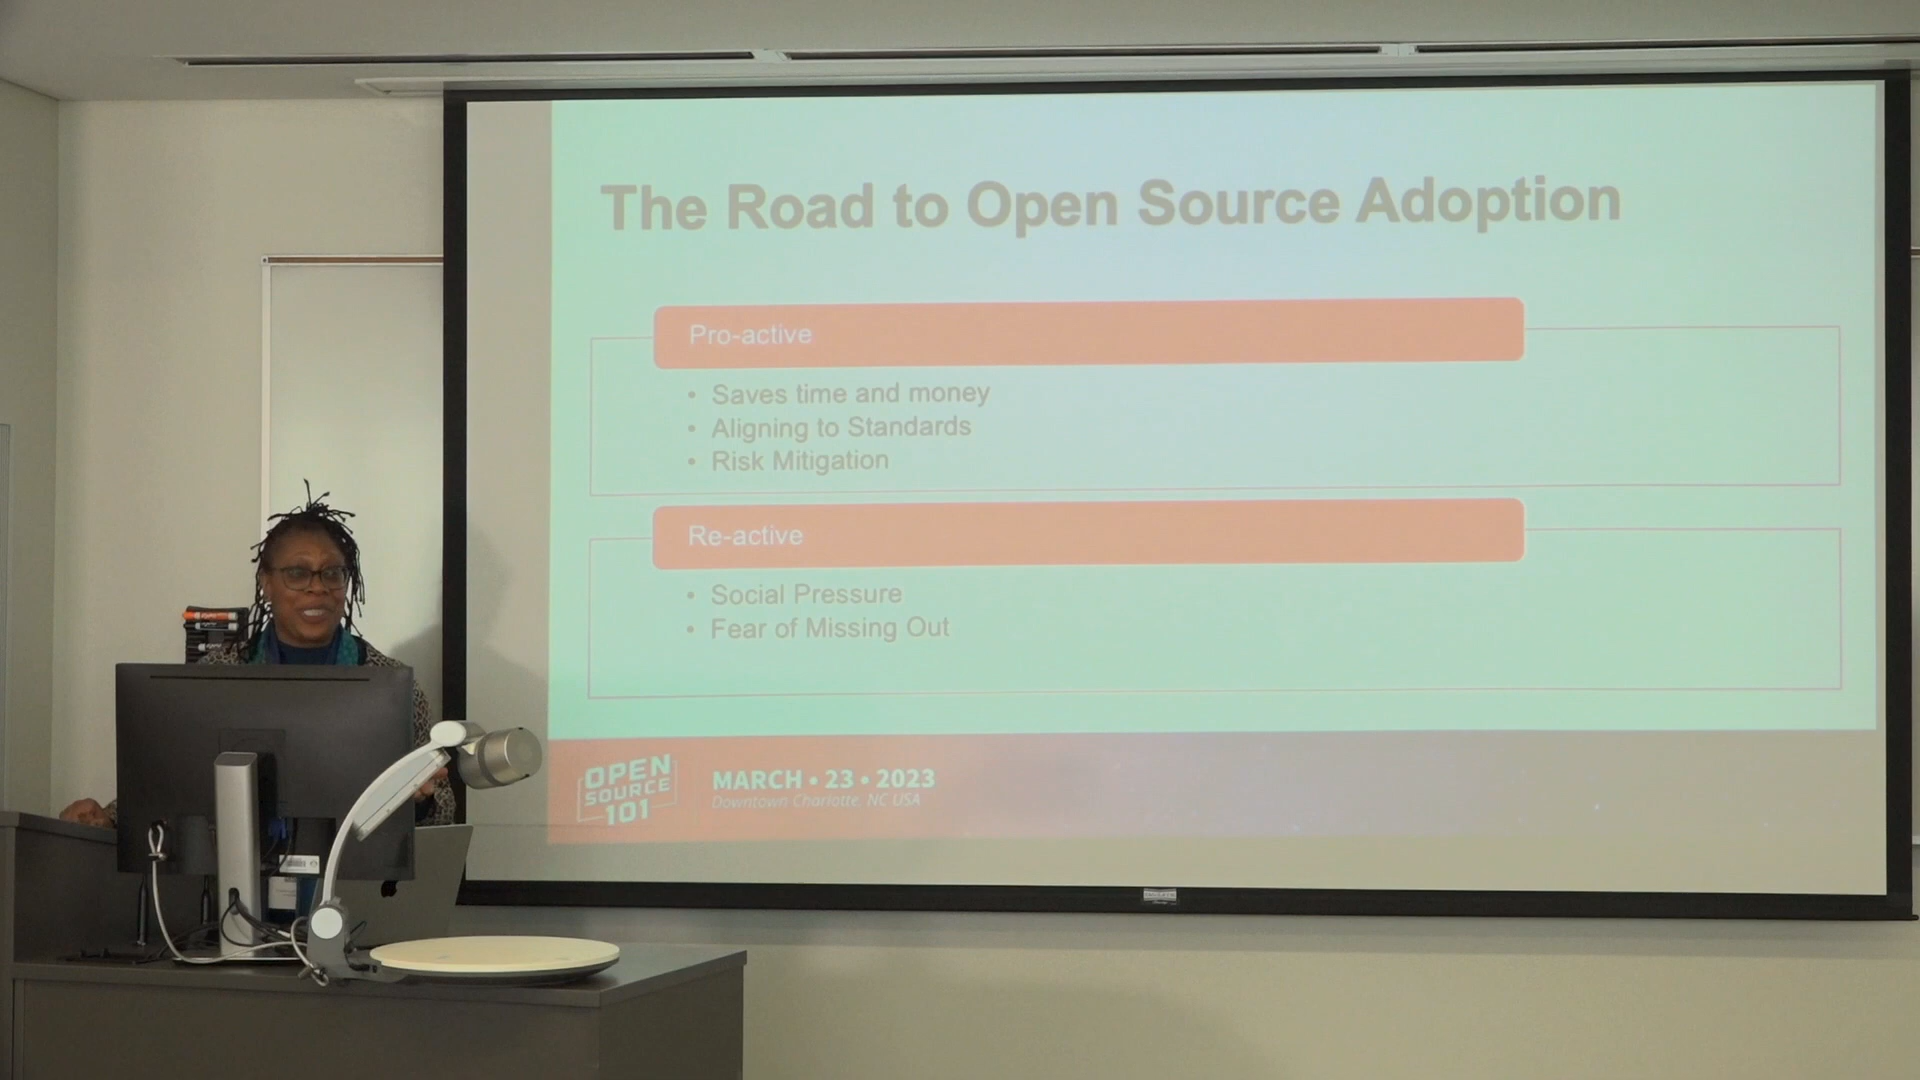 The Road to Open Source Adoption
Pro-active
• Saves time and money
• Aligning to Standards
• Risk Mitigation
Re-active
• Social Pressure
• Fear of Missing Out
OPEN
SOURCE
101
MARCH • 23 • 2023
Downtown Charlotte, NC USA